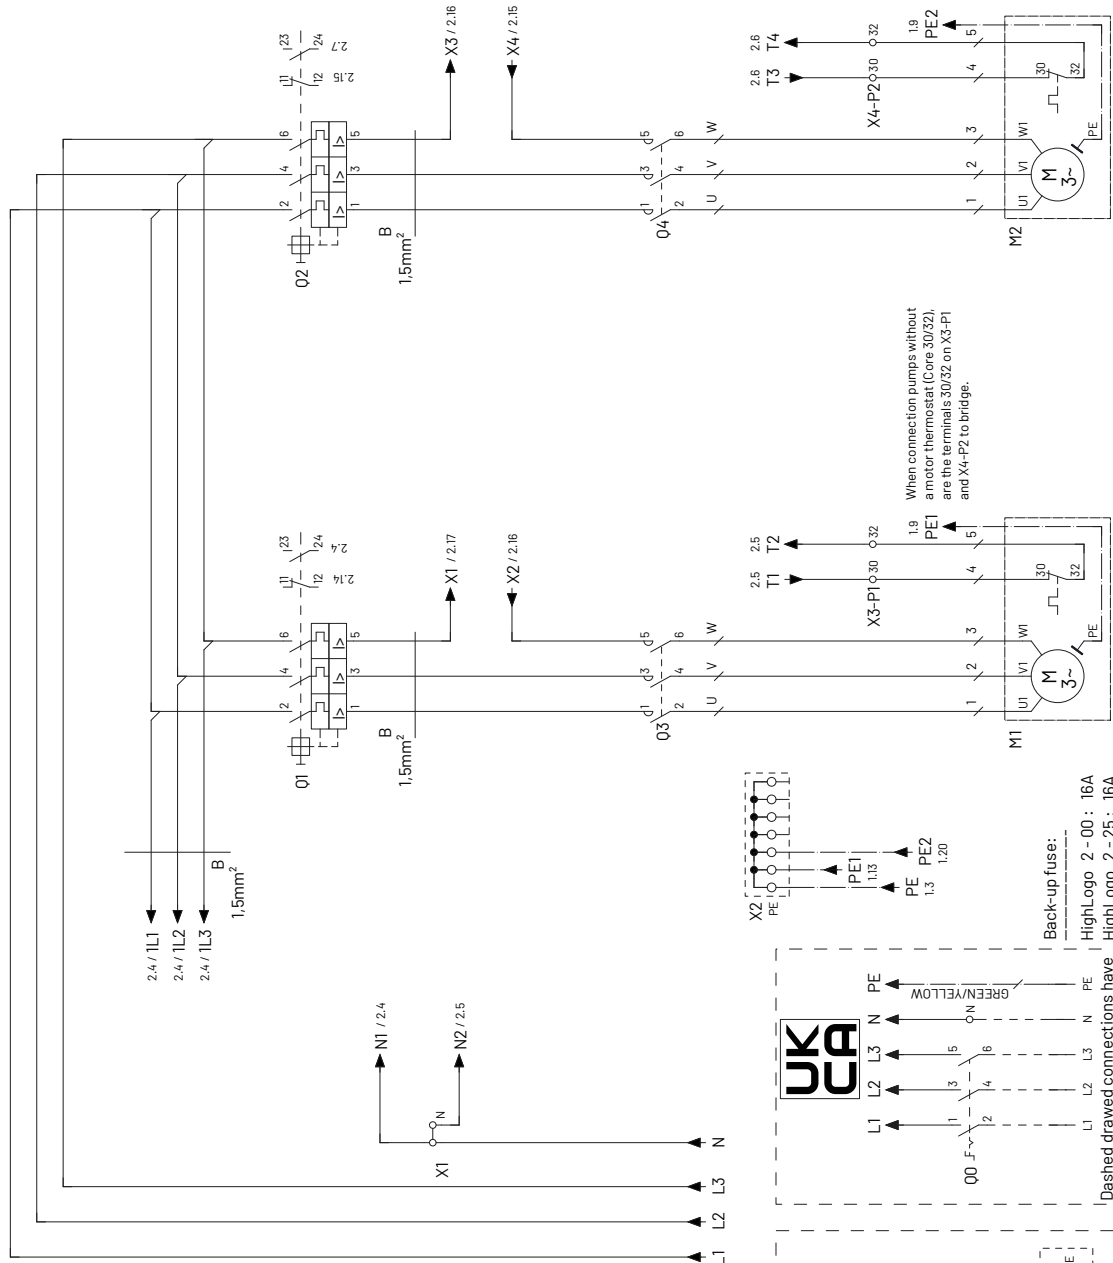 L1
L2
L3
N
X1
N
N1 / 2.4
N2 / 2.5
2.4 / 1L1
2.4 / 1L2
2.4 / 1L3
B
1,5mm²
Q1
2
4
6
11
12
23
24
2.14
2.4
I>
I>
I>
1
3
5
B
1,5mm²
X1 / 2.17
X2 / 2.16
Q3
1
2
3
4
5
6
U
V
W
2.5
T1
2.5
T2
X3-P1
30
32
1.9
PE1
1
2
3
4
5
M1
U1
V1
W1
M
3~
PE
30
32
Q2
2
4
6
11
12
23
24
2.15
2.7
I>
I>
I>
1
3
5
B
1,5mm²
X3 / 2.16
X4 / 2.15
Q4
1
2
3
4
5
6
U
V
W
2.6
T3
2.6
T4
X4-P2
30
32
1.9
PE2
1
2
3
4
5
M2
U1
V1
W1
M
3~
PE
30
32
When connection pumps without
a motor thermostat (Core 30/32),
are the terminals 30/32 on X3-P1
and X4-P2 to bridge.
X2
PE
PE
1.3
PE1
1.13
PE2
1.20
UK
CA
L1
L2
L3
N
PE
GREEN/YELLOW
Q0
1
2
3
4
5
6
N
L1
L2
L3
N
PE
Dashed drawed connections have
Back-up fuse:
HighLogo 2 - 00 : 16A
HighLogo 2 - 25 : 16A